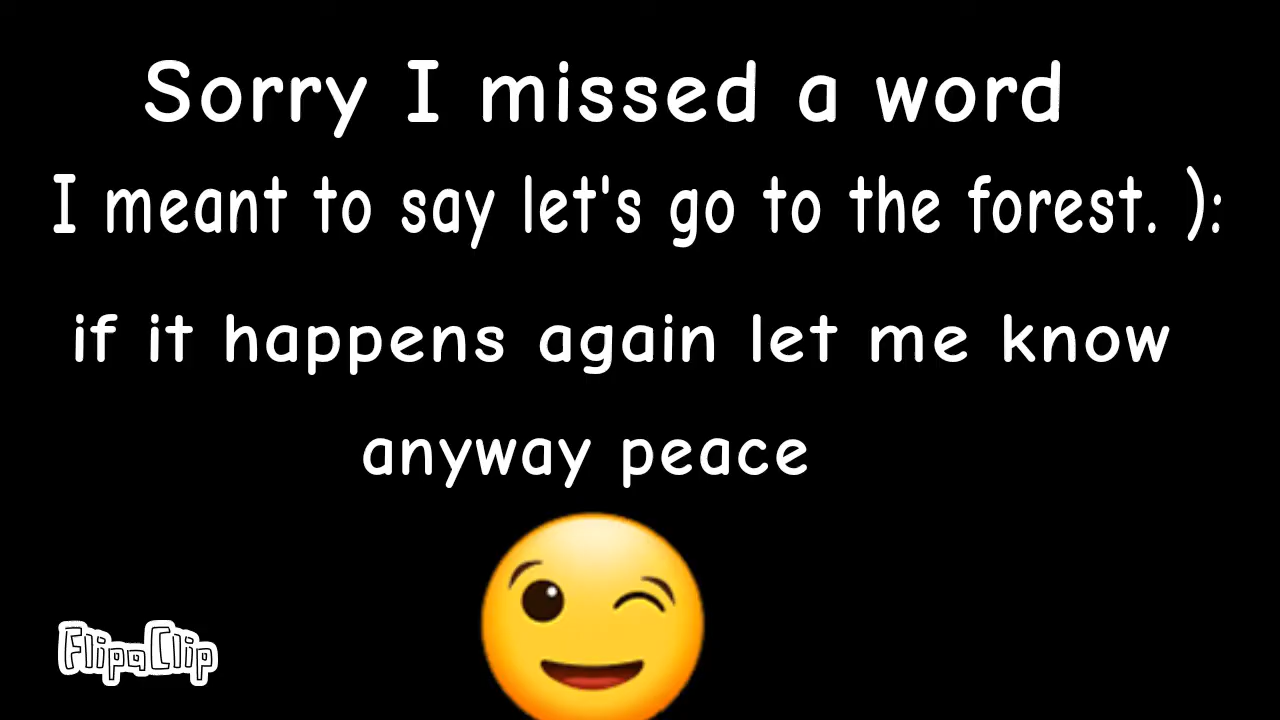 Sorry I missed a word
I meant to say let's go to the forest. ):
if it happens again let me know
anyway peace
FlipaClip